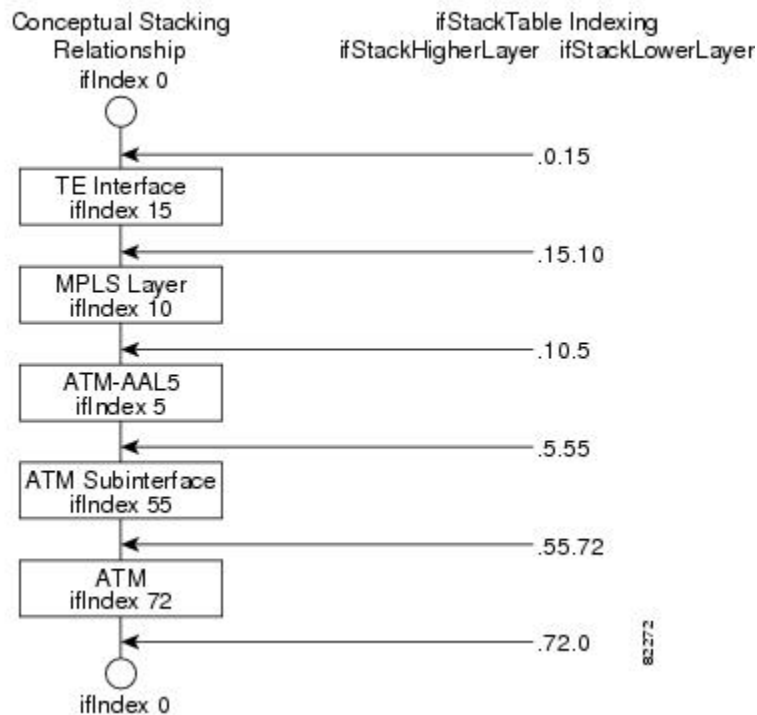 Conceptual Stacking
Relationship
ifIndex 0
ifStackTable Indexing
ifStackHigherLayer ifStackLowerLayer
.0.15
TE Interface
ifIndex 15
.15.10
MPLS Layer
ifIndex 10
.10.5
ATM-AAL5
ifIndex 5
.5.55
ATM Subinterface
ifIndex 55
.55.72
ATM
ifIndex 72
.72.0
ifIndex 0
82272